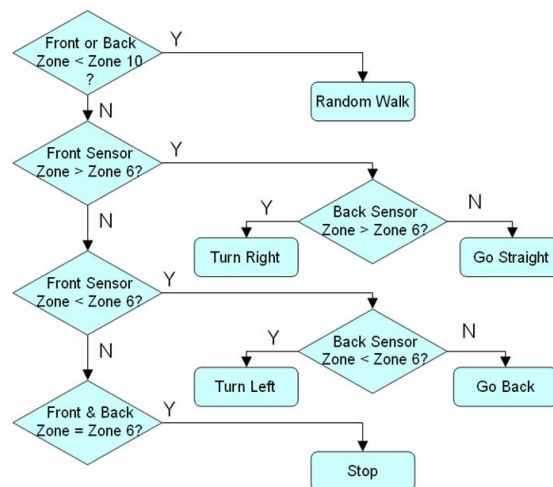 Front or Back
Zone < Zone 10
?
Y
Random Walk
N
Front Sensor
Zone > Zone 6?
Y
Back Sensor
Zone > Zone 6?
Y
N
Turn Right
Go Straight
N
Front Sensor
Zone < Zone 6?
Y
Back Sensor
Zone < Zone 6?
Y
N
Turn Left
Go Back
N
Front & Back
Zone = Zone 6?
Y
Stop